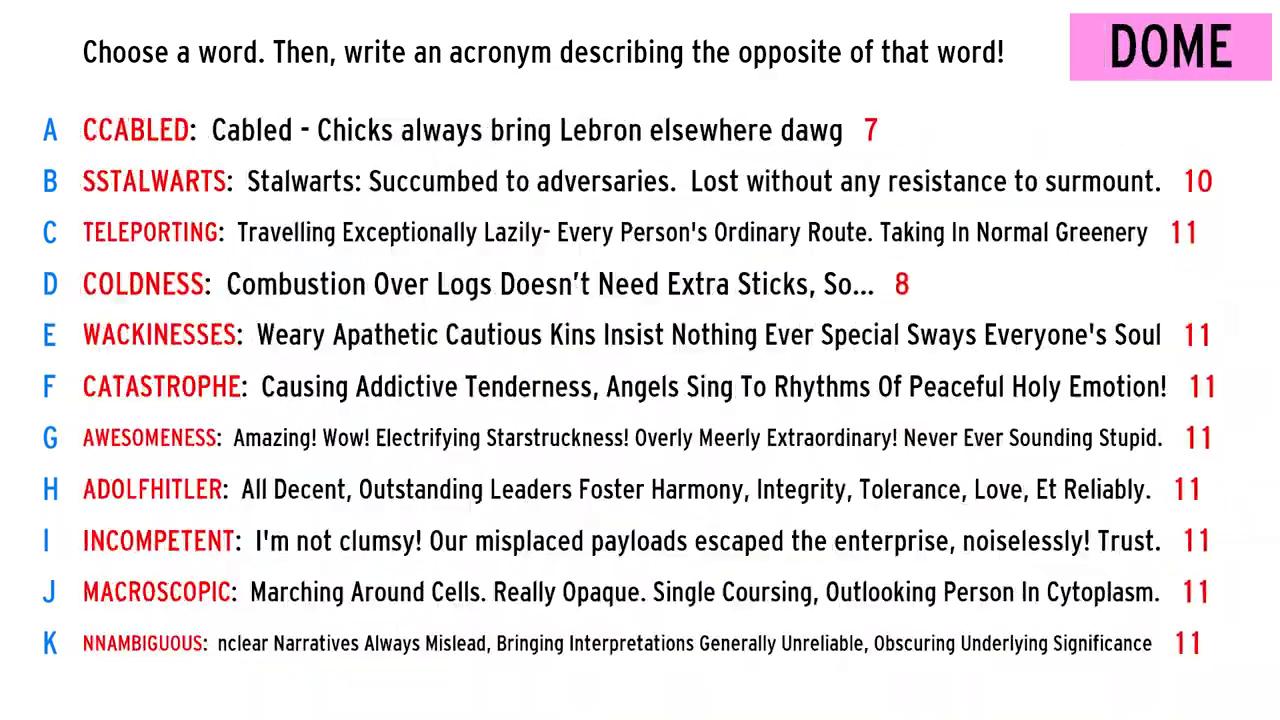 Choose a word. Then, write an acronym describing the opposite of that word!
DOME
A CCABLED: Cabled - Chicks always bring Lebron elsewhere dawg 7
B SSTALWARTS: Stalwarts: Succumbed to adversaries. Lost without any resistance to surmount. 10
C TELEPORTING: Travelling Exceptionally Lazily- Every Person's Ordinary Route. Taking In Normal Greenery 11
D COLDNESS: Combustion Over Logs Doesn’t Need Extra Sticks, So... 8
E WACKINESSES: Weary Apathetic Cautious Kins Insist Nothing Ever Special Sways Everyone's Soul 11
F CATASTROPHE: Causing Addictive Tenderness, Angels Sing To Rhythms Of Peaceful Holy Emotion! 11
G AWESOMENESS: Amazing! Wow! Electrifying Starstruckness! Overly Meerly Extraordinary! Never Ever Sounding Stupid. 11
H ADOLFHITLER: All Decent, Outstanding Leaders Foster Harmony, Integrity, Tolerance, Love, Et Reliably. 11
I INCOMPETENT: I'm not clumsy! Our misplaced payloads escaped the enterprise, noiselessly! Trust. 11
J MACROSCOPIC: Marching Around Cells. Really Opaque. Single Coursing, Outlooking Person In Cytoplasm. 11
K NNAMBIGUOUS: nclear Narratives Always Mislead, Bringing Interpretations Generally Unreliable, Obscuring Underlying Significance 11